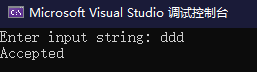 Microsoft Visual Studio 调试控制台
Enter input string: ddd
Accepted